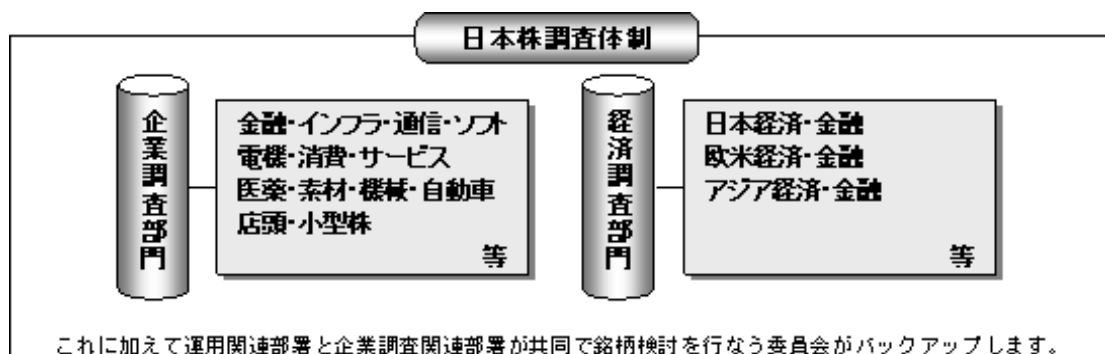 日本株調査体制
企業調査部門
金融・インフラ・通信・ソフト
電機・消費・サービス
医薬・素材・機械・自動車
店頭・小型株
等
経済調査部門
日本経済・金融
欧米経済・金融
アジア経済・金融
等
これに加えて運用関連部署と企業調査関連部署が共同で銘柄検討を行なう委員会がバックアップします。